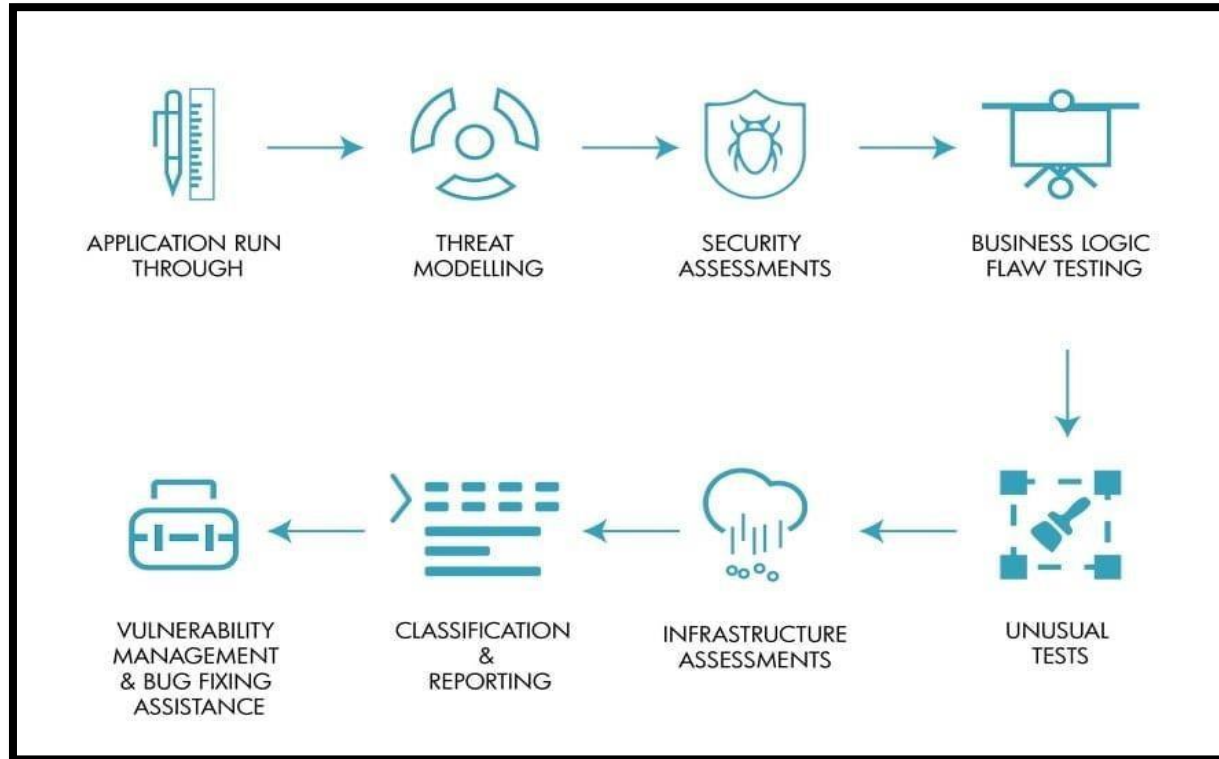 APPLICATION RUN
THROUGH
THREAT
MODELLING
SECURITY
ASSESSMENTS
BUSINESS LOGIC
FLAW TESTING
UNUSUAL
TESTS
INFRASTRUCTURE
ASSESSMENTS
CLASSIFICATION
&
REPORTING
VULNERABILITY
MANAGEMENT
& BUG FIXING
ASSISTANCE